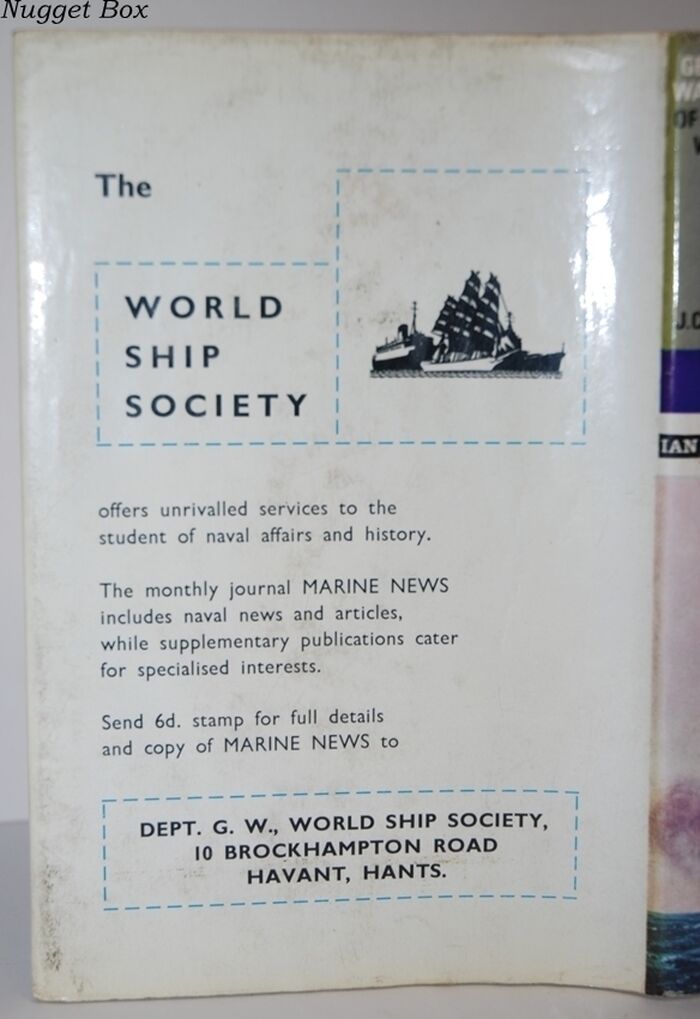 Nugget Box
The
WORLD
SHIP
SOCIETY
offers unrivalled services to the
student of naval affairs and history.
The monthly journal MARINE NEWS
includes naval news and articles,
while supplementary publications cater
for specialised interests.
Send 6d. stamp for full details
and copy of MARINE NEWS to
DEPT. G. W., WORLD SHIP SOCIETY,
10 BROCKHAMPTON ROAD
HAVANT, HANTS.
OF
IAN